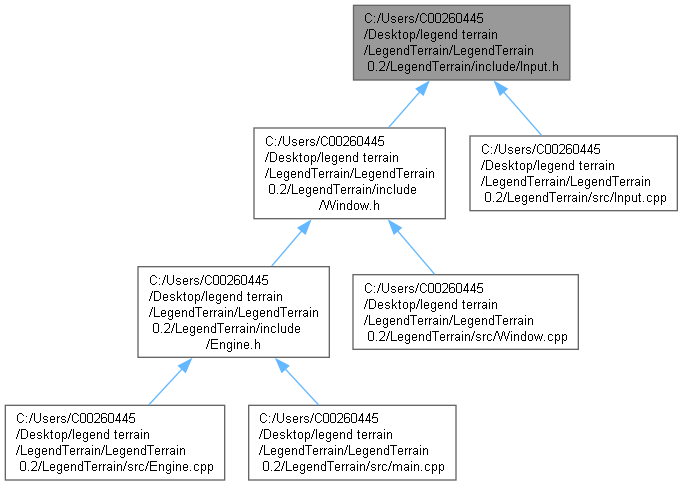 C:/Users/C00260445
/Desktop/legend terrain
/LegendTerrain/LegendTerrain
0.2/LegendTerrain/include/Input.h
C:/Users/C00260445
/Desktop/legend terrain
/LegendTerrain/LegendTerrain
0.2/LegendTerrain/include
/Window.h
C:/Users/C00260445
/Desktop/legend terrain
/LegendTerrain/LegendTerrain
0.2/LegendTerrain/src/Input.cpp
C:/Users/C00260445
/Desktop/legend terrain
/LegendTerrain/LegendTerrain
0.2/LegendTerrain/include
/Engine.h
C:/Users/C00260445
/Desktop/legend terrain
/LegendTerrain/LegendTerrain
0.2/LegendTerrain/src/Window.cpp
C:/Users/C00260445
/Desktop/legend terrain
/LegendTerrain/LegendTerrain
0.2/LegendTerrain/src/Engine.cpp
C:/Users/C00260445
/Desktop/legend terrain
/LegendTerrain/LegendTerrain
0.2/LegendTerrain/src/main.cpp